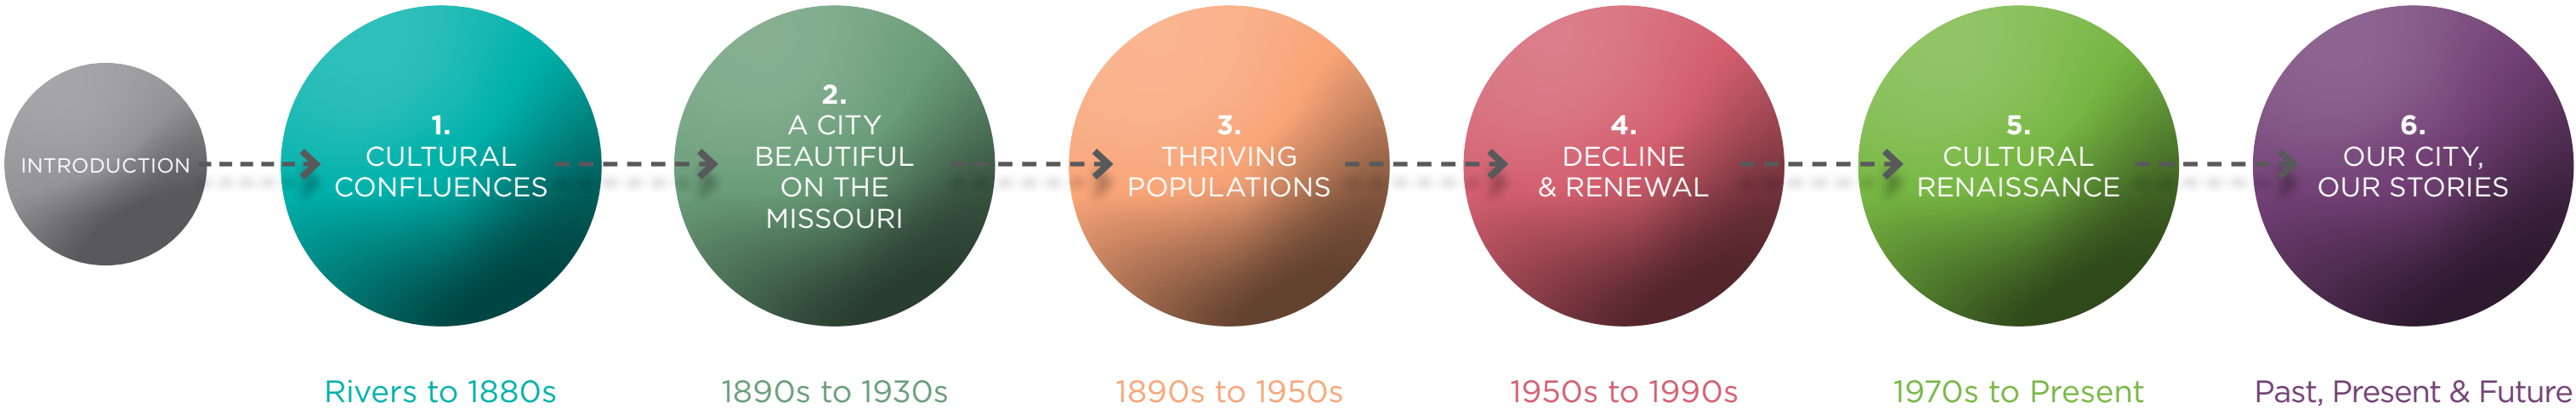 INTRODUCTION
1.
CULTURAL
CONFLUENCES
Rivers to 1880s
2.
A CITY
BEAUTIFUL
ON THE
MISSOURI
1890s to 1930s
3.
THRIVING
POPULATIONS
1890s to 1950s
4.
DECLINE
& RENEWAL
1950s to 1990s
5.
CULTURAL
RENAISSANCE
1970s to Present
6.
OUR CITY,
OUR STORIES
Past, Present & Future